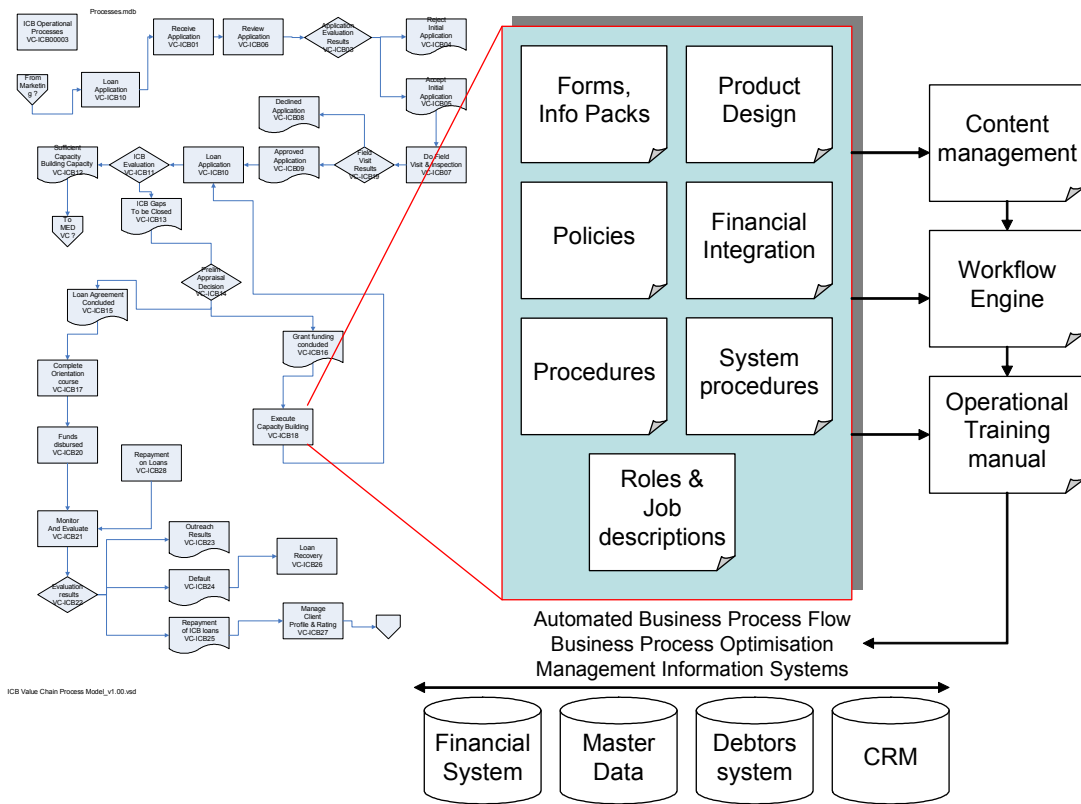 Processes.mdb
ICB Operational
Processes
VC-ICB00003
Receive
Application
VC-ICB01
Review
Application
VC-ICB06
Application
Evaluation
Results
VC-ICB03
Reject
Initial
Application
VC-ICB04
From
Marketin
g ?
Loan
Application
VC-ICB10
Accept
Initial
Application
VC-ICB05
Declined
Application
VC-ICB08
Sufficient
Capacity
Building Capacity
VC-ICB12
ICB
Evaluation
VC-ICB11
Loan
Application
VC-ICB10
Approved
Application
VC-ICB09
Field
Visit
Results
VC-ICB19
Do Field
Visit & Inspection
VC-ICB07
To
MED
VC ?
ICB Gaps
To be Closed
VC-ICB13
Prelim
Appraisal
Decision
VC-ICB14
Loan Agreement
Concluded
VC-ICB15
Grant funding
concluded
VC-ICB16
Complete
Orientation
course
VC-ICB17
Execute
Capacity Building
VC-ICB18
Funds
disbursed
VC-ICB20
Repayment
on Loans
VC-ICB28
Monitor
And Evaluate
VC-ICB21
Outreach
Results
VC-ICB23
Loan
Recovery
VC-ICB26
Evaluation
results
VC-ICB22
Default
VC-ICB24
Repayment
of ICB loans
VC-ICB25
Manage
Client
Profile & Rating
VC-ICB27
ICB Value Chain Process Model_v1.00.vsd
Forms,
Info Packs
Product
Design
Policies
Financial
Integration
Procedures
System
procedures
Roles &
Job
descriptions
Content
management
Workflow
Engine
Operational
Training
manual
Automated Business Process Flow
Business Process Optimisation
Management Information Systems
Financial
System
Master
Data
Debtors
system
CRM